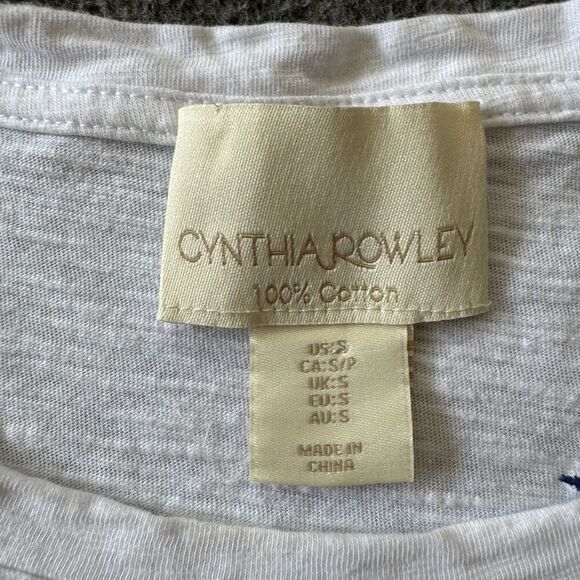 CYNTHIA ROWLEY
100% Cotton
US:S
CA:S/P
UK:S
EU:S
AU:S
MADE IN
CHINA